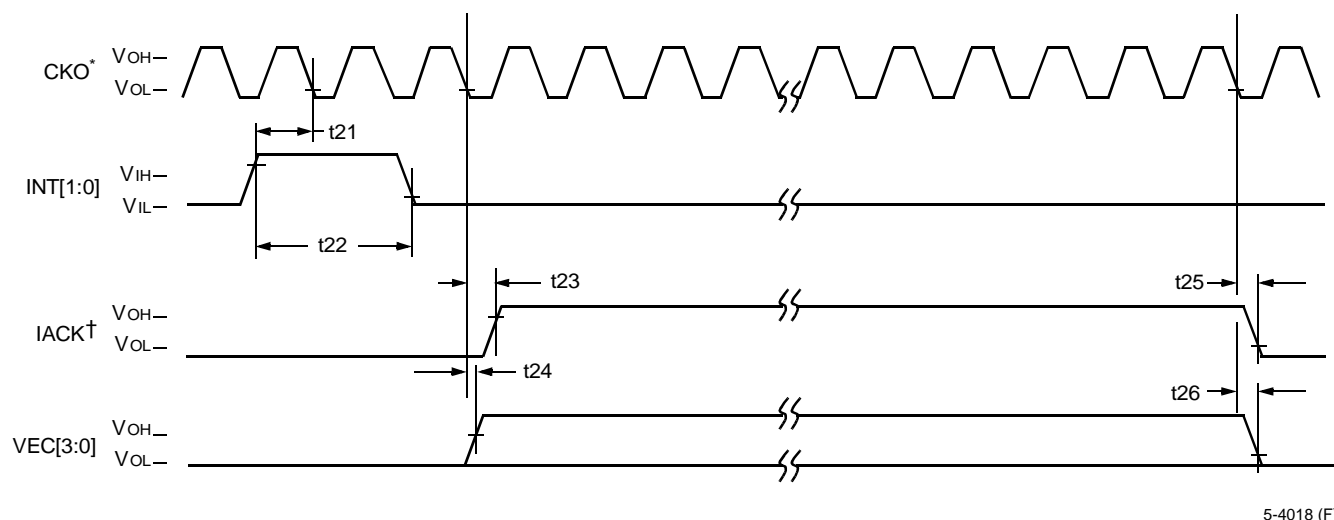 CKO*
VOH
VOL
t21
INT[1:0]
VIH
VIL
t22
t23
t25
IACK†
VOH
VOL
t24
t26
VEC[3:0]
VOH
VOL
5-4018 (F